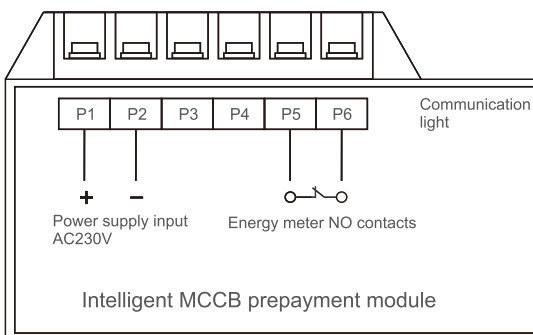 P1 P2 P3 P4 P5 P6
Communication
light
+ −
Power supply input
AC230V
Energy meter NO contacts
Intelligent MCCB prepayment module